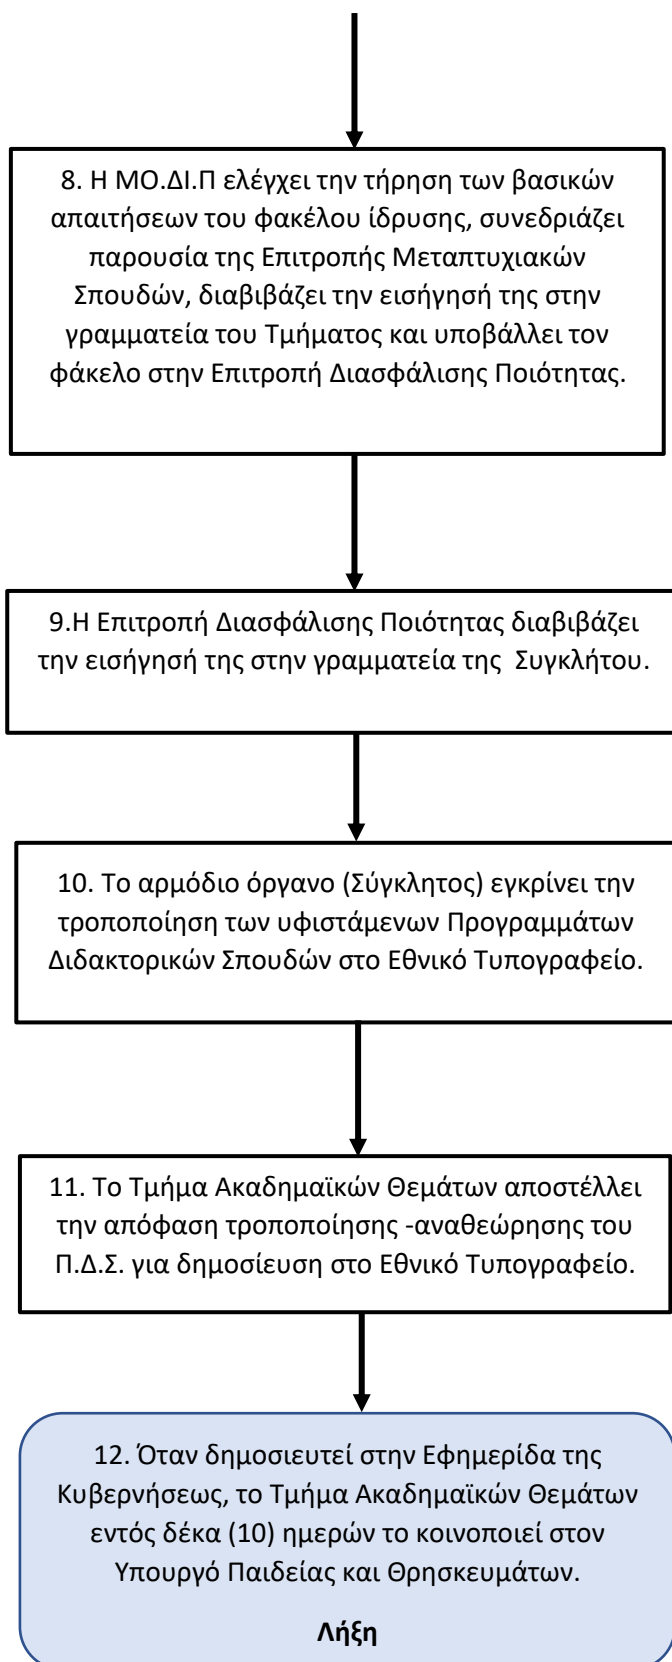 8. Η ΜΟ.ΔΙ.Π ελέγχει την τήρηση των βασικών
απαιτήσεων του φακέλου ίδρυσης, συνεδριάζει
παρουσία της Επιτροπής Μεταπτυχιακών
Σπουδών, διαβιβάζει την εισήγησή της στην
γραμματεία του Τμήματος και υποβάλλει τον
φάκελο στην Επιτροπή Διασφάλισης Ποιότητας.
9.Η Επιτροπή Διασφάλισης Ποιότητας διαβιβάζει
την εισήγησή της στην γραμματεία της  Συγκλήτου.
10. Το αρμόδιο όργανο (Σύγκλητος) εγκρίνει την
τροποποίηση των υφιστάμενων Προγραμμάτων
Διδακτορικών Σπουδών στο Εθνικό Τυπογραφείο.
11. Το Τμήμα Ακαδημαϊκών Θεμάτων αποστέλλει
την απόφαση τροποποίησης -αναθεώρησης του
Π.Δ.Σ. για δημοσίευση στο Εθνικό Τυπογραφείο.
12. Όταν δημοσιευτεί στην Εφημερίδα της
Κυβερνήσεως, το Τμήμα Ακαδημαϊκών Θεμάτων
εντός δέκα (10) ημερών το κοινοποιεί στον
Υπουργό Παιδείας και Θρησκευμάτων.
Λήξη